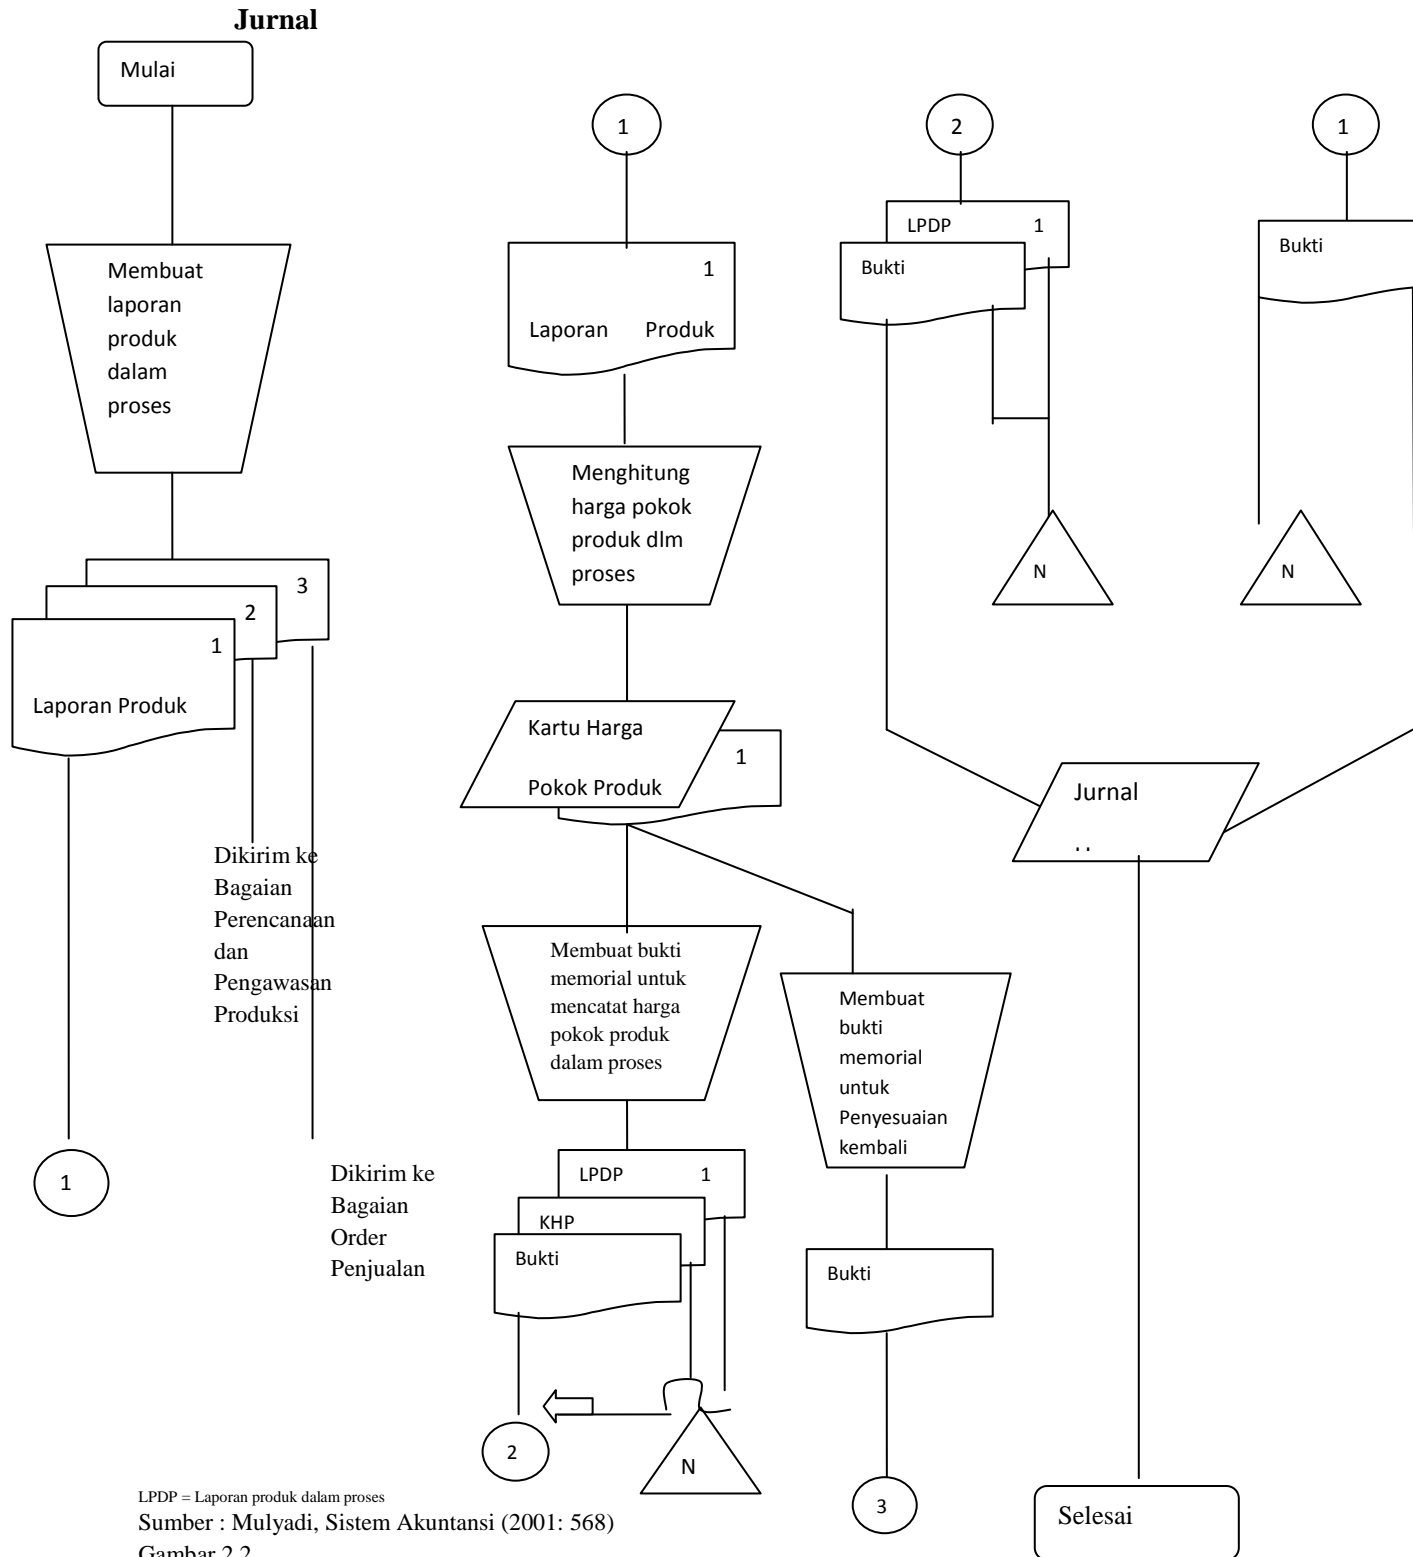 Jurnal
Mulai
Membuat
laporan
produk
dalam
proses
3
2
1
Laporan Produk
Dikirim ke
Bagaian
Perencanaan
dan
Pengawasan
Produksi
1
Dikirim ke
Bagaian
Order
Penjualan
1
1
Laporan Produk
Menghitung
harga pokok
produk dlm
proses
Kartu Harga
Pokok Produk
1
Membuat bukti
memorial untuk
mencatat harga
pokok produk
dalam proses
LPDP 1
KHP
Bukti
2
N
Membuat
bukti
memorial
untuk
Penyesuaian
kembali
Bukti
3
2
LPDP 1
Bukti
N
1
Bukti
N
Jurnal
Selesai
LPDP = Laporan produk dalam proses
Sumber : Mulyadi, Sistem Akuntansi (2001: 568)
Gambar 2.2